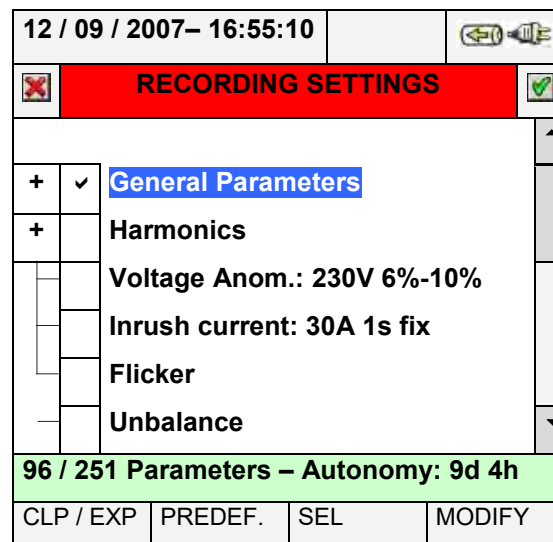 12 / 09 / 2007– 16:55:10
RECORDING SETTINGS
+ General Parameters
+ Harmonics
Voltage Anom.: 230V 6%-10%
Inrush current: 30A 1s fix
Flicker
Unbalance
96 / 251 Parameters – Autonomy: 9d 4h
CLP / EXP PREDEF. SEL MODIFY